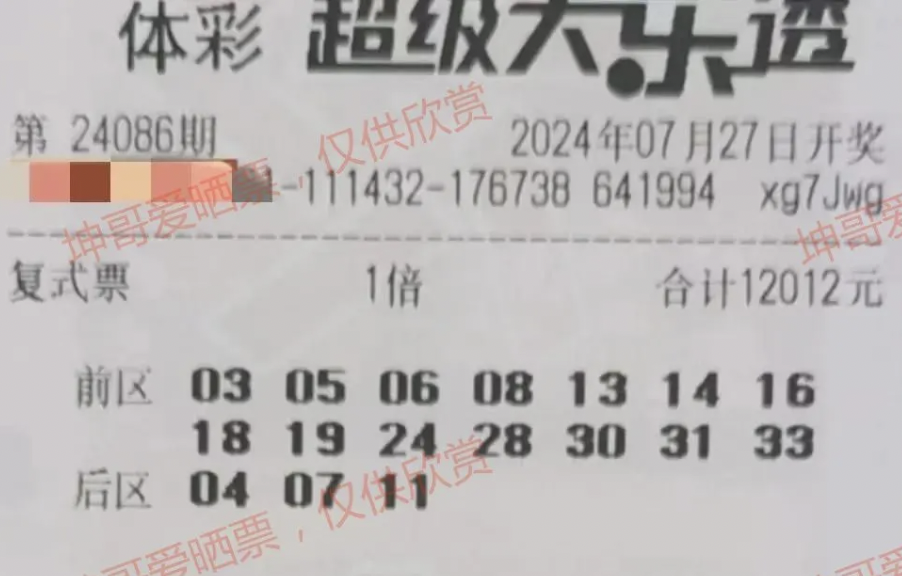 体彩 超级大乐透
第 24086期 2024年07月27日开奖
-111432-176738 641994 xg7Jwg
复式票 1倍 合计12012元
前区 03 05 06 08 13 14 16
18 19 24 28 30 31 33
后区 04 07 11
坤哥爱晒票，仅供欣赏
坤哥爱
坤哥爱晒票，仅供欣赏